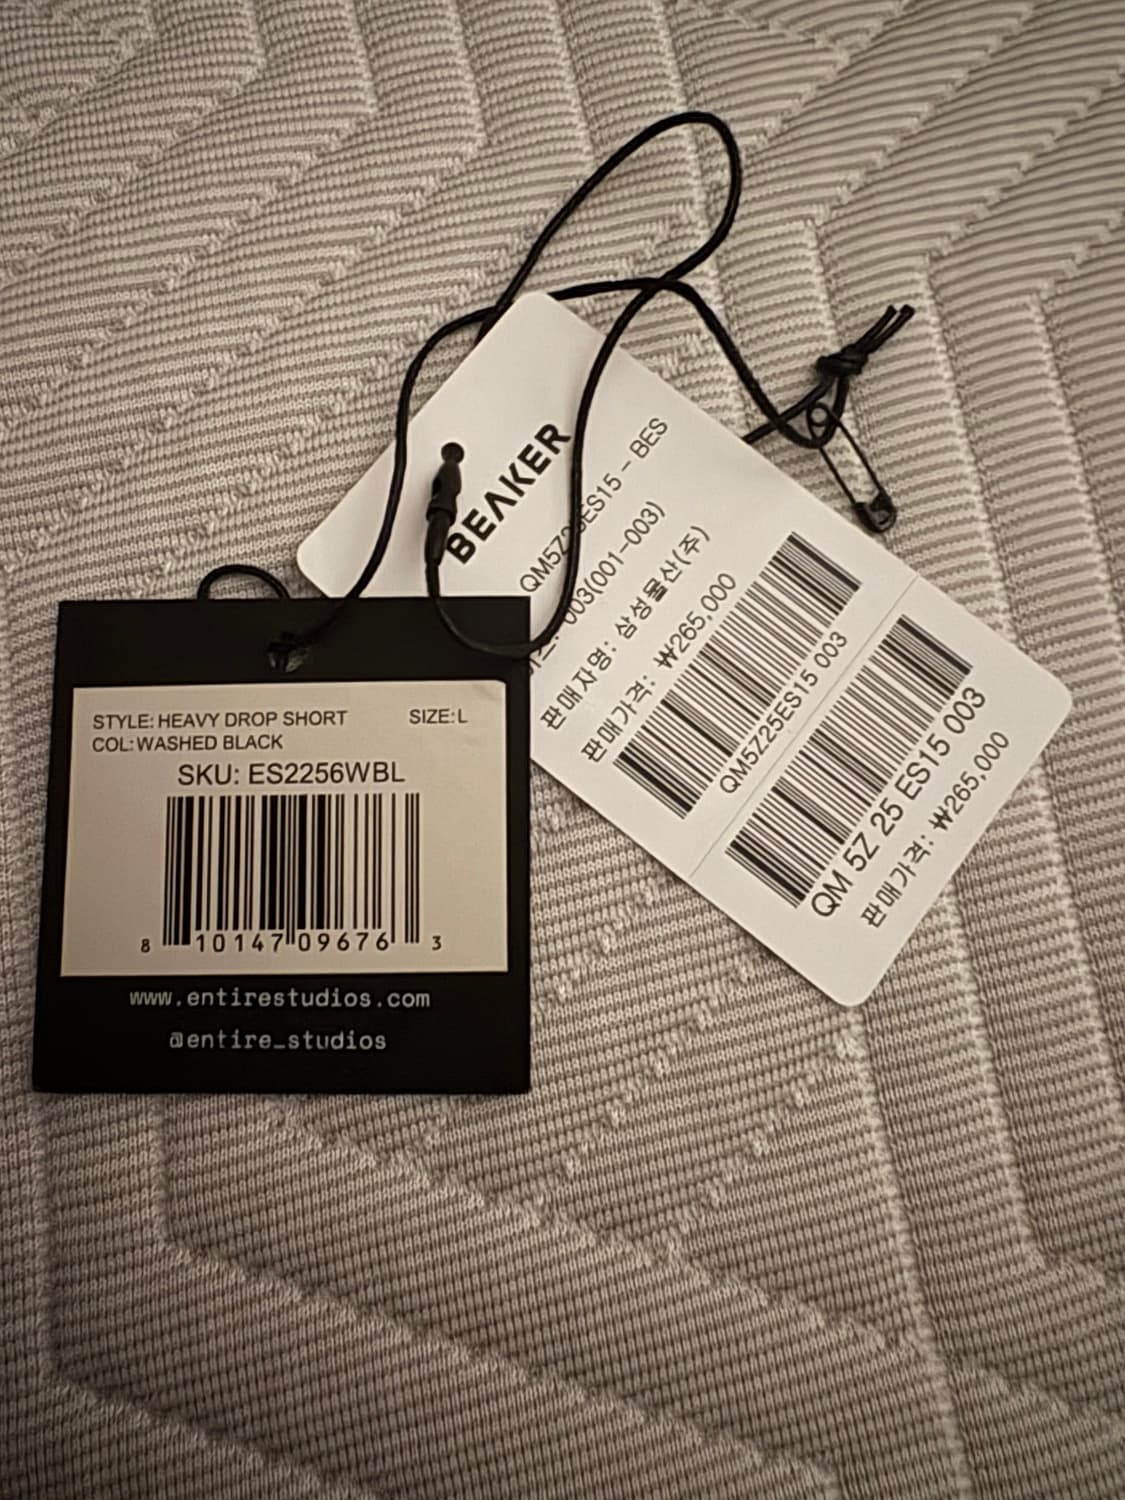 BEAKER
QM5Z25ES15 - BES
003(001-003)
판매자명: 삼성물산(주)
판매가격: ₩265,000
QM5Z25ES15 003
QM 5Z 25 ES15 003
판매가격: ₩265,000
STYLE: HEAVY DROP SHORT SIZE: L
COL: WASHED BLACK
SKU: ES2256WBL
8 10147 09676 3
www.entirestudios.com
@entire_studios